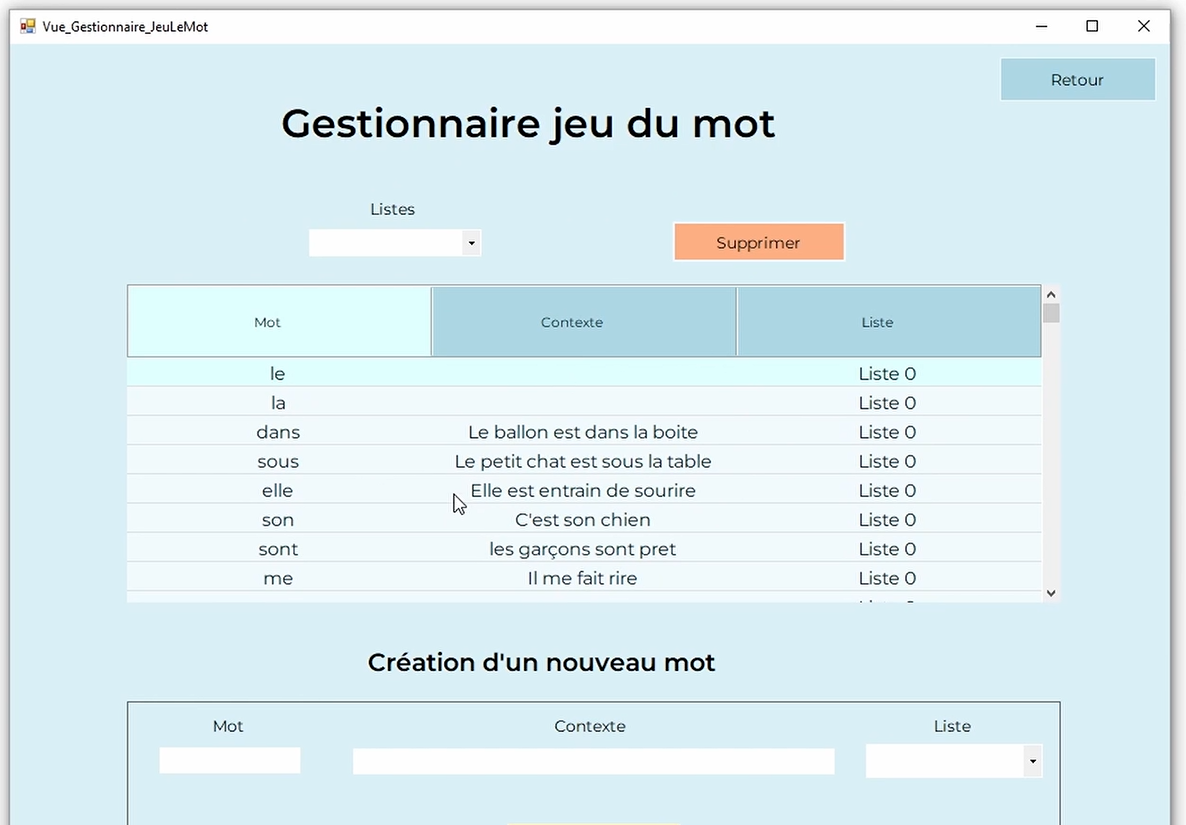 Vue_Gestionnaire_JeuLeMot
Retour
Gestionnaire jeu du mot
Listes
Supprimer
Mot Contexte Liste
le Liste 0
la Liste 0
dans Le ballon est dans la boite Liste 0
sous Le petit chat est sous la table Liste 0
elle Elle est entrain de sourire Liste 0
son C'est son chien Liste 0
sont les garçons sont pret Liste 0
me Il me fait rire Liste 0
Création d'un nouveau mot
Mot Contexte Liste